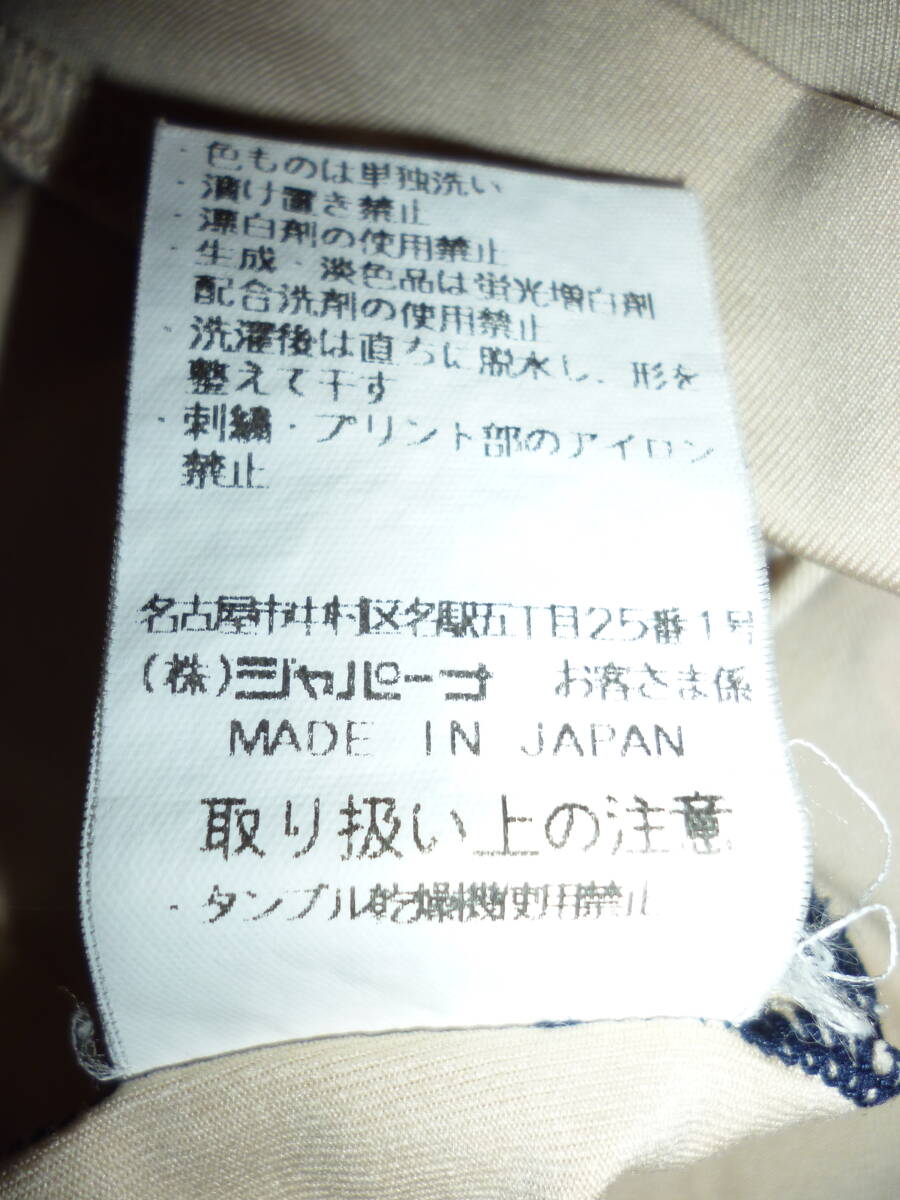 ・色ものは単独洗い
・漬け置き禁止
・漂白剤の使用禁止
・生成・淡色品は蛍光増白剤
配合洗剤の使用禁止
・洗濯後は直ちに脱水し、形を
整えて干す
・刺繍・プリント部のアイロン
禁止
名古屋市中村区名駅五丁目25番1号
(株)ジャパーナ お客さま係
MADE IN JAPAN
取り扱い上の注意
・タンブル乾燥機使用禁止